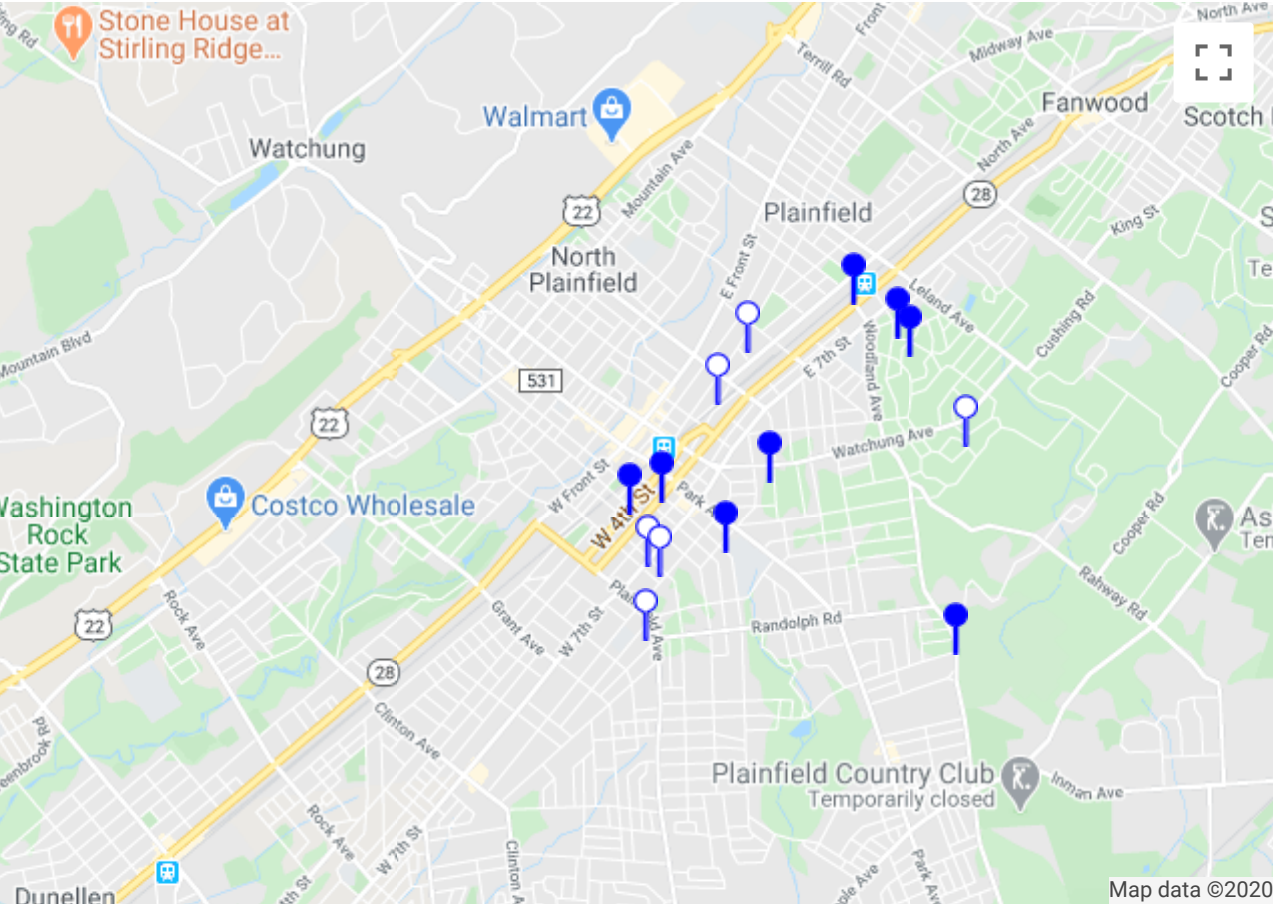 Stone House at
Stirling Ridge...
North Ave
Front
Midway Ave
Terrill Rd
Fanwood
Walmart
Scotch
North Ave
Watchung
Mountain Ave
28
22
Plainfield
King St
North
Plainfield
E Front St
Leland Ave
Cushing Rd
Mountain Blvd
E 7th St
Woodland Ave
Cooper Rd
531
22
Watchung Ave
W Front St
Costco Wholesale
Park
W 4th St
Washington
Rock
State Park
Cooper Rd
Rahway Rd
22
Rock Ave
Grant Ave
W 7th St
Randolph Rd
28
Clinton Ave
Plainfield Country Club
Temporarily closed
Inman Ave
Rock Ave
W 7th St
Clinton A
Park Av
Dunellen
Map data ©2020